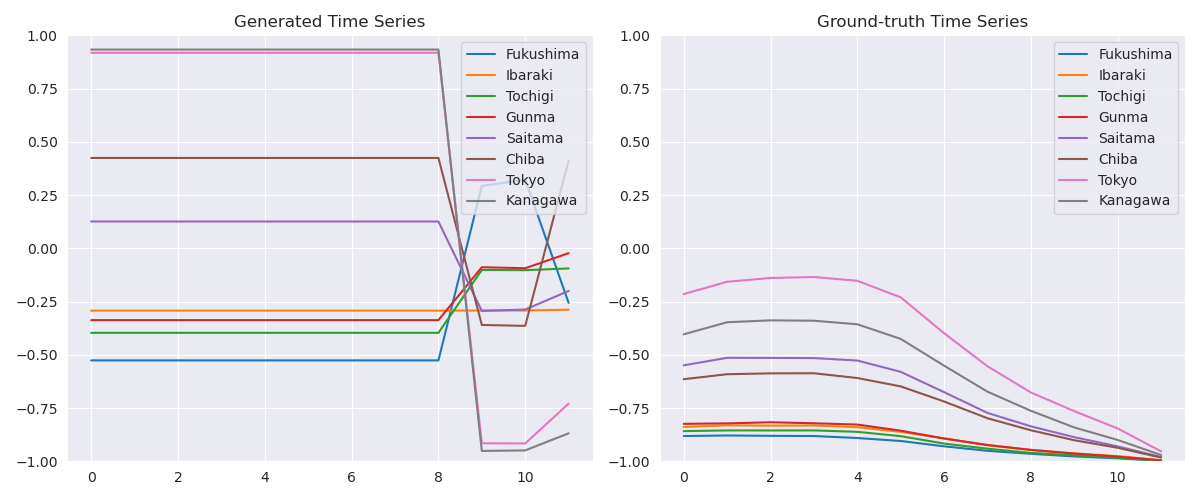 Generated Time Series
1.00
0.75
0.50
0.25
0.00
−0.25
−0.50
−0.75
−1.00
0 2 4 6 8 10
Fukushima
Ibaraki
Tochigi
Gunma
Saitama
Chiba
Tokyo
Kanagawa
Ground-truth Time Series
1.00
0.75
0.50
0.25
0.00
−0.25
−0.50
−0.75
−1.00
0 2 4 6 8 10
Fukushima
Ibaraki
Tochigi
Gunma
Saitama
Chiba
Tokyo
Kanagawa